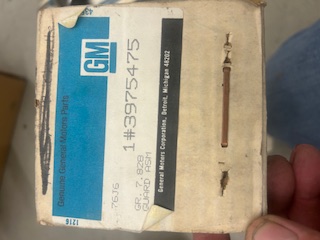 Genuine General Motors Parts
GM
1216
76J6
GR. 7.828
GUARD ASM
1#3975475
General Motors Corporation, Detroit, Michigan 48202